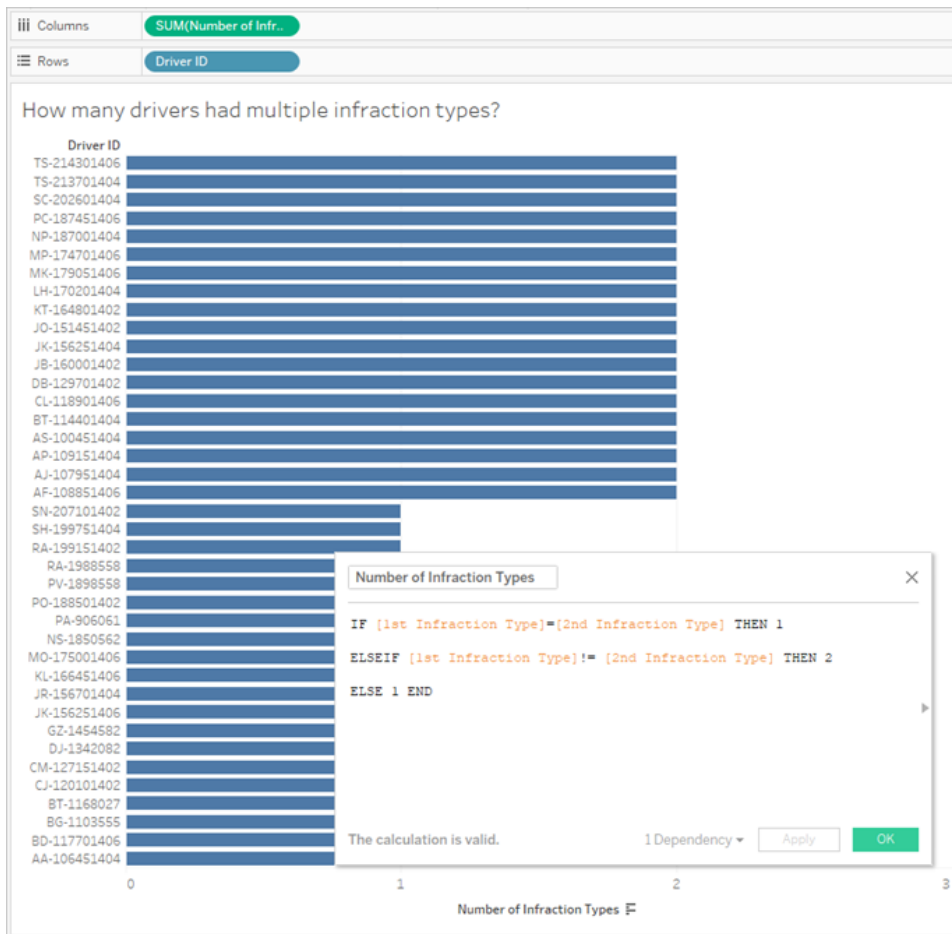 Columns
SUM(Number of Infr..
Rows
Driver ID
How many drivers had multiple infraction types?
Driver ID
TS-214301406
TS-213701404
SC-202601404
PC-187451406
NP-187001404
MP-174701406
MK-179051406
LH-170201404
KT-164801402
JO-151451402
JK-156251404
JB-160001402
DB-129701402
CL-118901406
BT-114401404
AS-100451404
AP-109151404
AJ-107951404
AF-108851406
SN-207101402
SH-199751404
RA-199151402
RA-1988558
PV-1898558
PO-188501402
PA-906061
NS-1850562
MO-175001406
KL-166451406
JR-156701404
JK-156251406
GZ-1454582
DJ-1342082
CM-127151402
CJ-120101402
BT-1168027
BG-1103555
BD-117701406
AA-106451404
Number of Infraction Types
IF [1st Infraction Type]=[2nd Infraction Type] THEN 1
ELSEIF [1st Infraction Type]!= [2nd Infraction Type] THEN 2
ELSE 1 END
The calculation is valid.
1 Dependency
Apply
OK
0 1 2 3
Number of Infraction Types